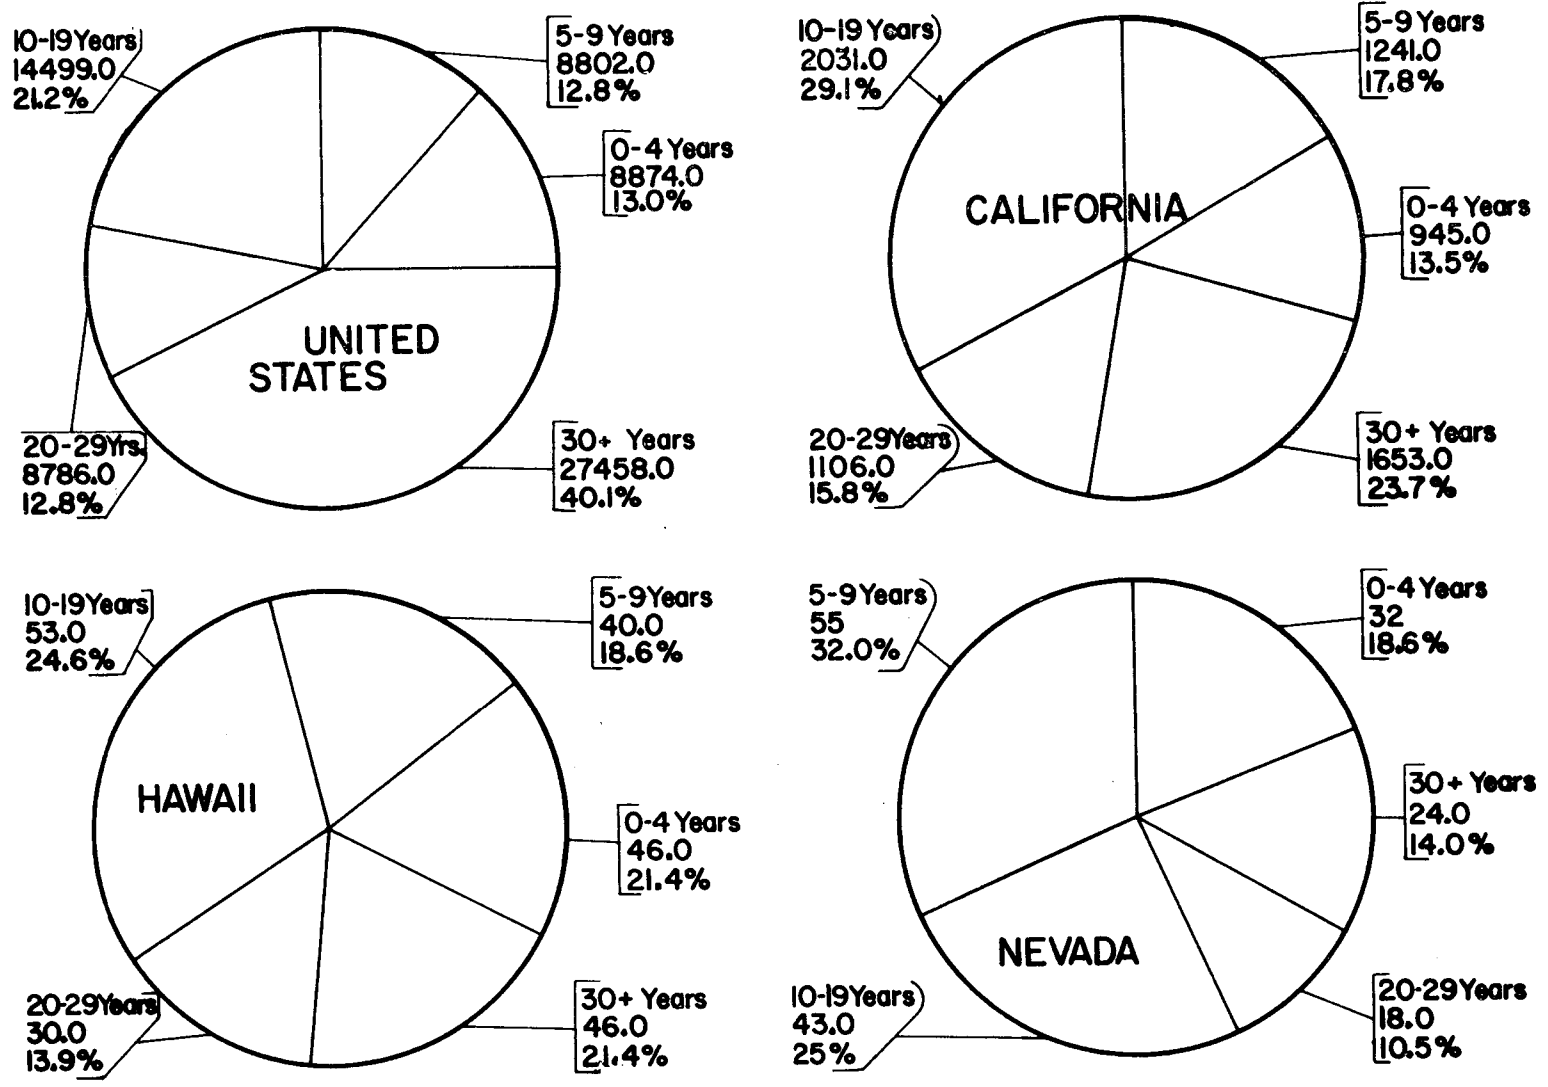 10-19 Years
14499.0
21.2%
5-9 Years
8802.0
12.8%
0-4 Years
8874.0
13.0%
UNITED
STATES
20-29 Yrs.
8786.0
12.8%
30+ Years
27458.0
40.1%
10-19 Years
2031.0
29.1%
5-9 Years
1241.0
17.8%
CALIFORNIA
0-4 Years
945.0
13.5%
20-29 Years
1106.0
15.8%
30+ Years
1653.0
23.7%
10-19 Years
53.0
24.6%
5-9 Years
40.0
18.6%
HAWAII
0-4 Years
46.0
21.4%
20-29 Years
30.0
13.9%
30+ Years
46.0
21.4%
5-9 Years
55
32.0%
0-4 Years
32
18.6%
30+ Years
24.0
14.0%
NEVADA
10-19 Years
43.0
25%
20-29 Years
18.0
10.5%